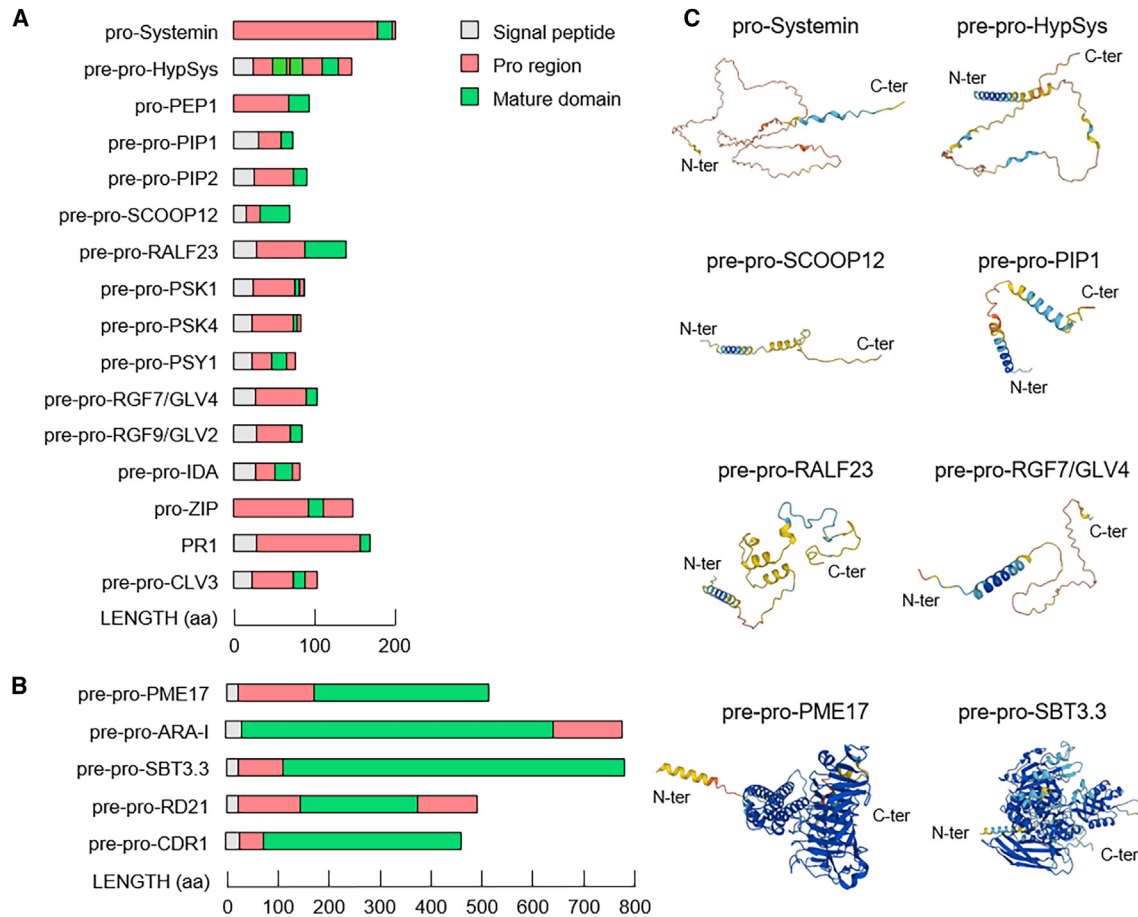 A
pro-Systemin
pre-pro-HypSys
pro-PEP1
pre-pro-PIP1
pre-pro-PIP2
pre-pro-SCOOP12
pre-pro-RALF23
pre-pro-PSK1
pre-pro-PSK4
pre-pro-PSY1
pre-pro-RGF7/GLV4
pre-pro-RGF9/GLV2
pre-pro-IDA
pro-ZIP
PR1
pre-pro-CLV3
LENGTH (aa)
0 100 200
Signal peptide
Pro region
Mature domain
B
pre-pro-PME17
pre-pro-ARA-I
pre-pro-SBT3.3
pre-pro-RD21
pre-pro-CDR1
LENGTH (aa)
0 100 200 300 400 500 600 700 800
C
pro-Systemin
C-ter
N-ter
pre-pro-HypSys
C-ter
N-ter
pre-pro-SCOOP12
N-ter
C-ter
pre-pro-PIP1
C-ter
N-ter
pre-pro-RALF23
N-ter
C-ter
pre-pro-RGF7/GLV4
C-ter
N-ter
pre-pro-PME17
N-ter
C-ter
pre-pro-SBT3.3
N-ter
C-ter